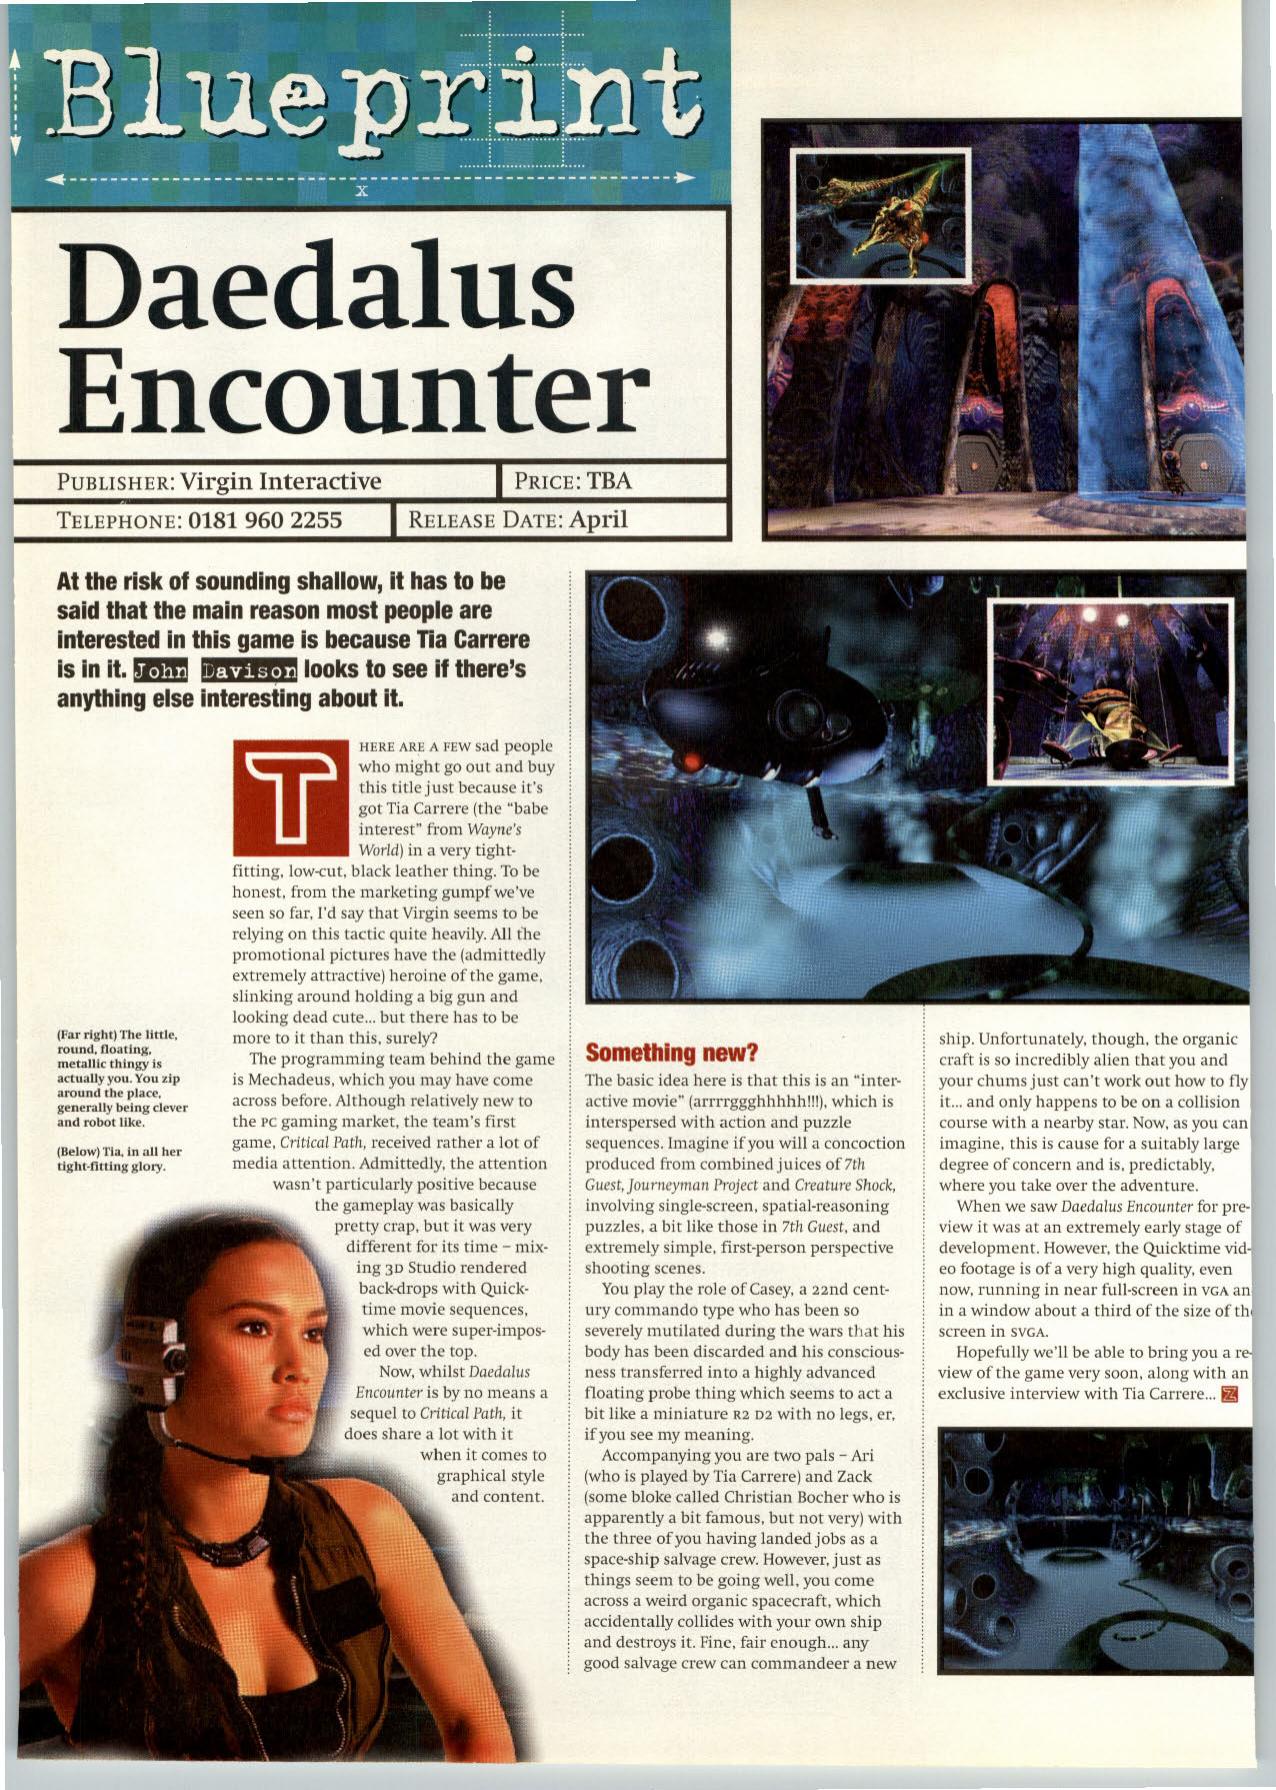 Blueprint
x
Daedalus
Encounter
PUBLISHER: Virgin Interactive
PRICE: TBA
TELEPHONE: 0181 960 2255
RELEASE DATE: April
At the risk of sounding shallow, it has to be
said that the main reason most people are
interested in this game is because Tia Carrere
is in it. John Davison looks to see if there's
anything else interesting about it.
THERE ARE A FEW sad people
who might go out and buy
this title just because it's
got Tia Carrere (the "babe
interest" from Wayne's
World) in a very tight-
fitting, low-cut, black leather thing. To be
honest, from the marketing gumpf we've
seen so far, I'd say that Virgin seems to be
relying on this tactic quite heavily. All the
promotional pictures have the (admittedly
extremely attractive) heroine of the game,
slinking around holding a big gun and
looking dead cute... but there has to be
more to it than this, surely?
The programming team behind the game
is Mechadeus, which you may have come
across before. Although relatively new to
the PC gaming market, the team's first
game, Critical Path, received rather a lot of
media attention. Admittedly, the attention
wasn't particularly positive because
the gameplay was basically
pretty crap, but it was very
different for its time – mix-
ing 3D Studio rendered
back-drops with Quick-
time movie sequences,
which were super-impos-
ed over the top.
Now, whilst Daedalus
Encounter is by no means a
sequel to Critical Path, it
does share a lot with it
when it comes to
graphical style
and content.
(Far right) The little,
round, floating,
metallic thingy is
actually you. You zip
around the place,
generally being clever
and robot like.
(Below) Tia, in all her
tight-fitting glory.
Something new?
The basic idea here is that this is an "inter-
active movie" (arrrrggghhhhh!!!), which is
interspersed with action and puzzle
sequences. Imagine if you will a concoction
produced from combined juices of 7th
Guest, Journeyman Project and Creature Shock,
involving single-screen, spatial-reasoning
puzzles, a bit like those in 7th Guest, and
extremely simple, first-person perspective
shooting scenes.
You play the role of Casey, a 22nd cent-
ury commando type who has been so
severely mutilated during the wars that his
body has been discarded and his conscious-
ness transferred into a highly advanced
floating probe thing which seems to act a
bit like a miniature R2 D2 with no legs, er,
if you see my meaning.
Accompanying you are two pals – Ari
(who is played by Tia Carrere) and Zack
(some bloke called Christian Bocher who is
apparently a bit famous, but not very) with
the three of you having landed jobs as a
space-ship salvage crew. However, just as
things seem to be going well, you come
across a weird organic spacecraft, which
accidentally collides with your own ship
and destroys it. Fine, fair enough... any
good salvage crew can commandeer a new
ship. Unfortunately, though, the organic
craft is so incredibly alien that you and
your chums just can't work out how to fly
it... and only happens to be on a collision
course with a nearby star. Now, as you can
imagine, this is cause for a suitably large
degree of concern and is, predictably,
where you take over the adventure.
When we saw Daedalus Encounter for pre-
view it was at an extremely early stage of
development. However, the Quicktime vid-
eo footage is of a very high quality, even
now, running in near full-screen in VGA an
in a window about a third of the size of th
screen in SVGA.
Hopefully we'll be able to bring you a re-
view of the game very soon, along with an
exclusive interview with Tia Carrere... Z